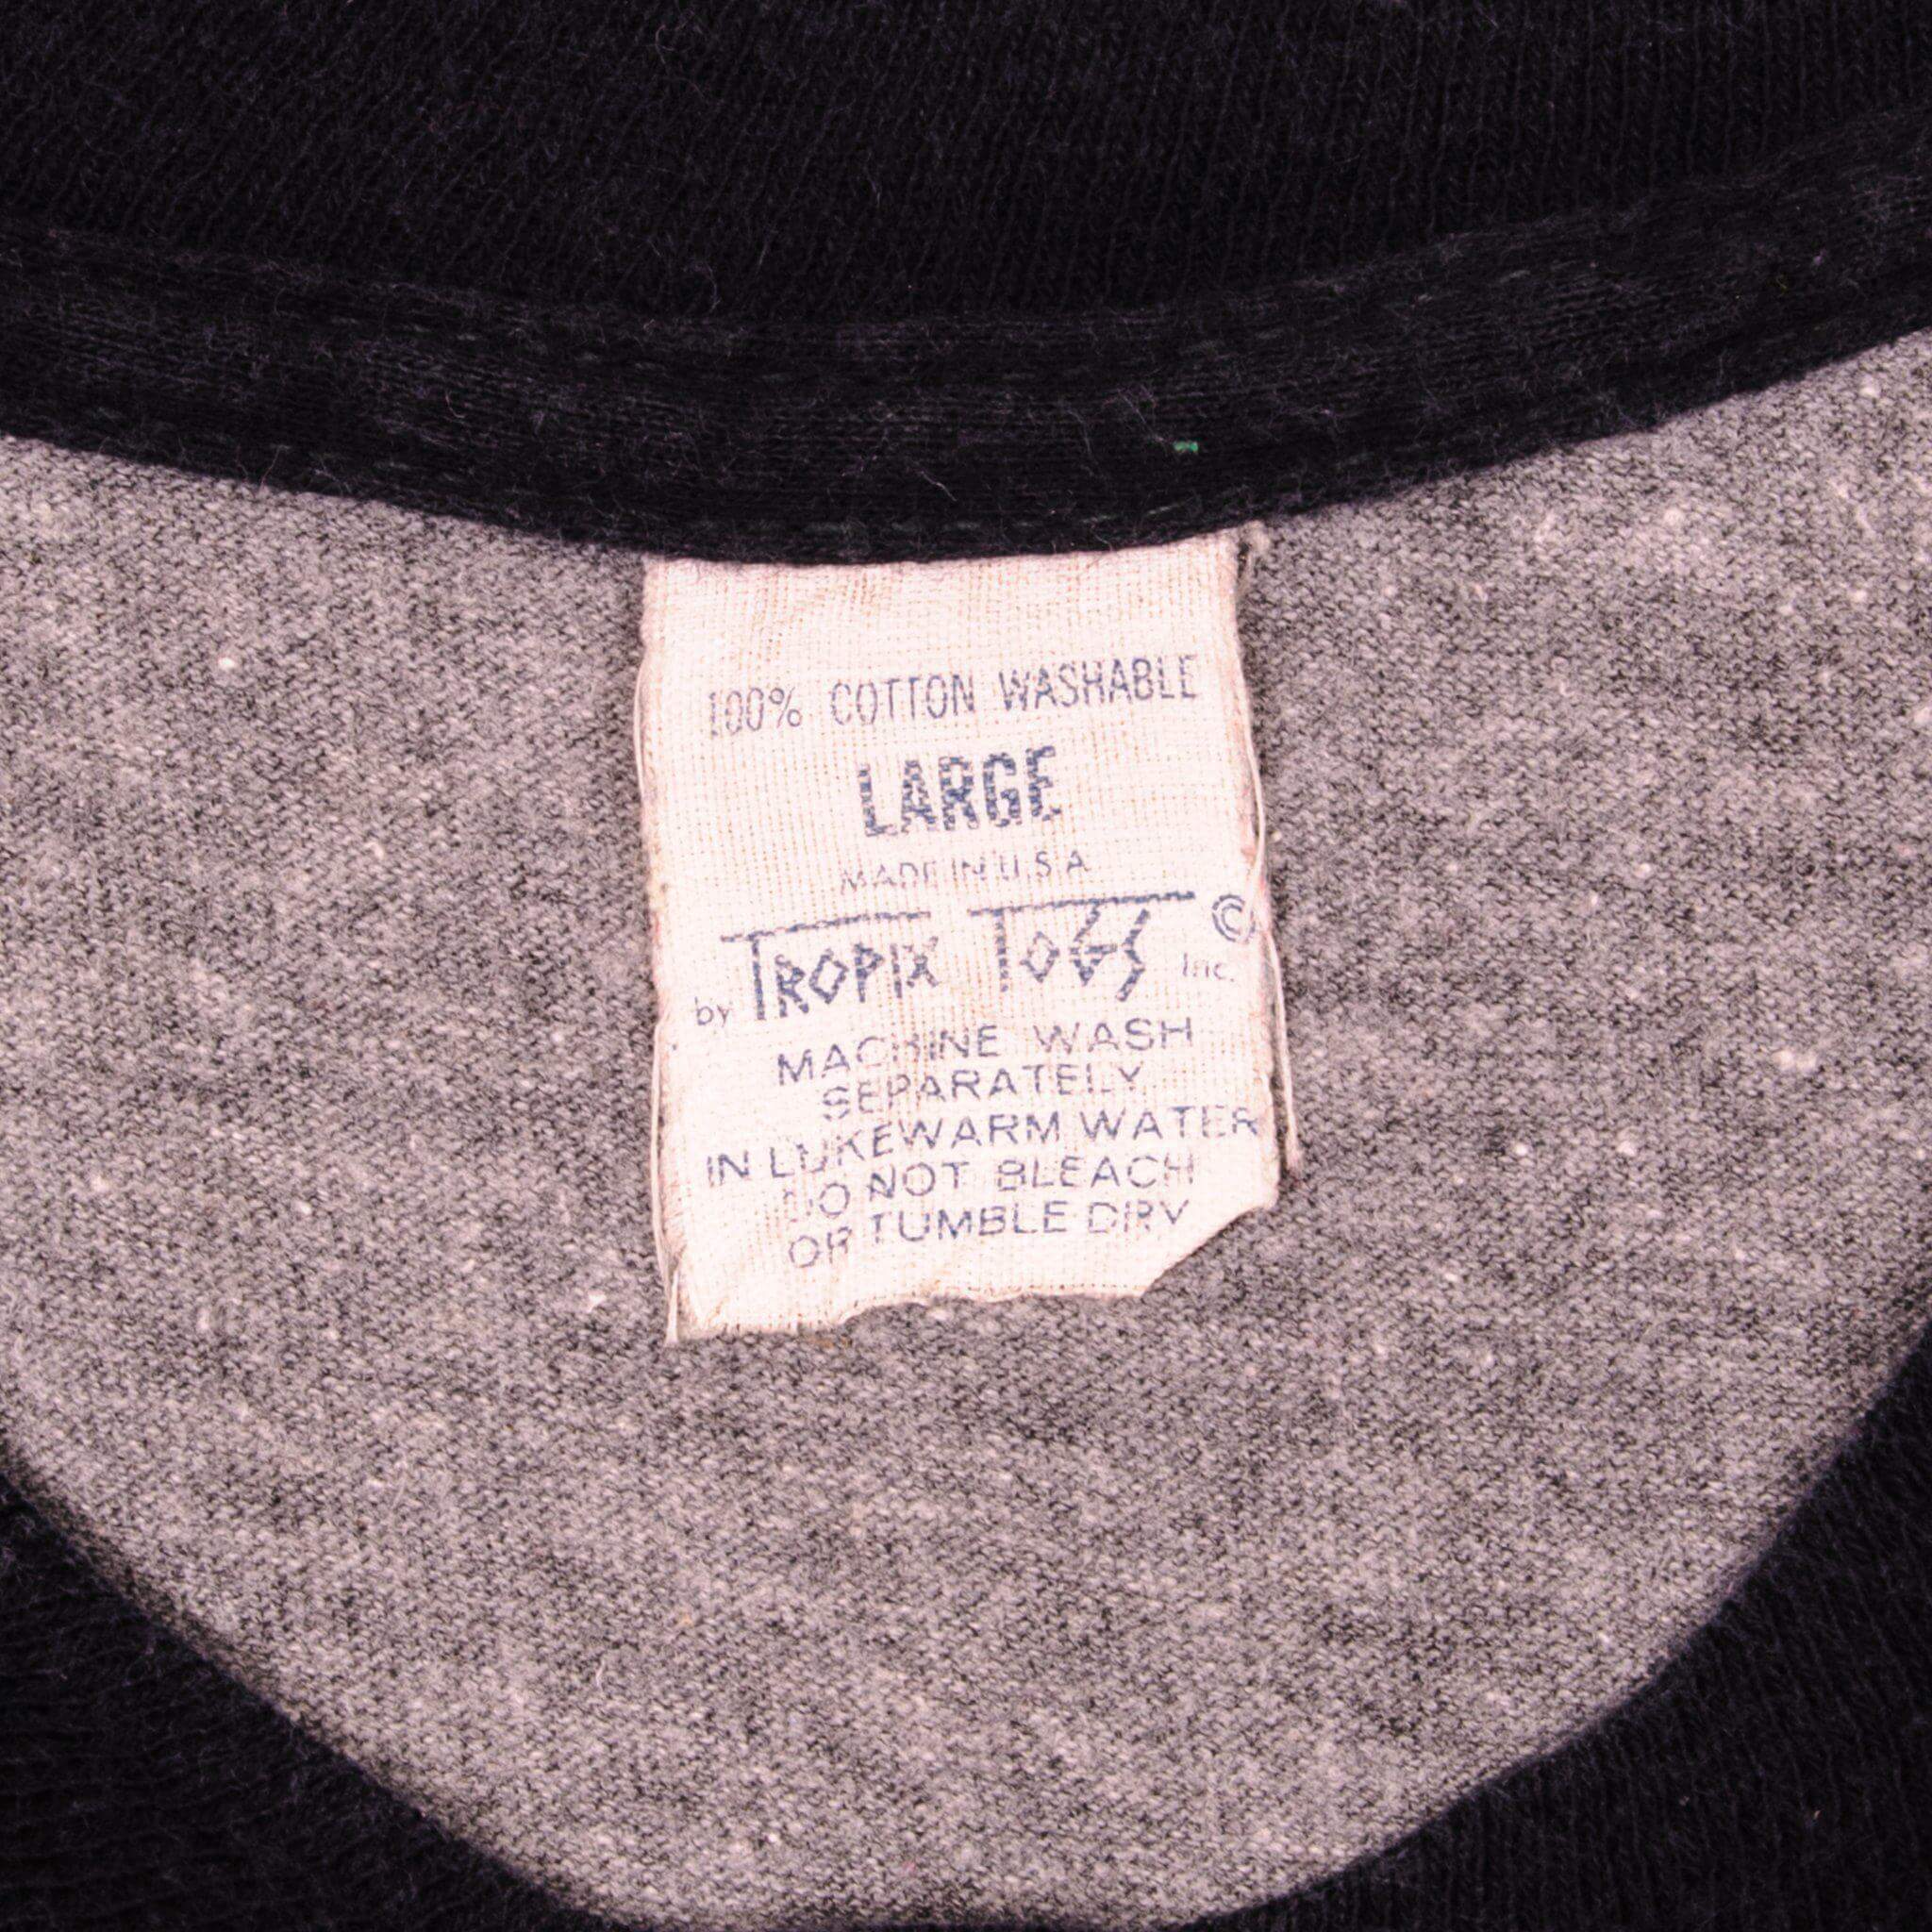 100% COTTON WASHABLE
LARGE
MADE IN U.S.A
by TROPIX TOGS Inc. ©
MACHINE WASH
SEPARATELY
IN LUKEWARM WATER
DO NOT BLEACH
OR TUMBLE DRY